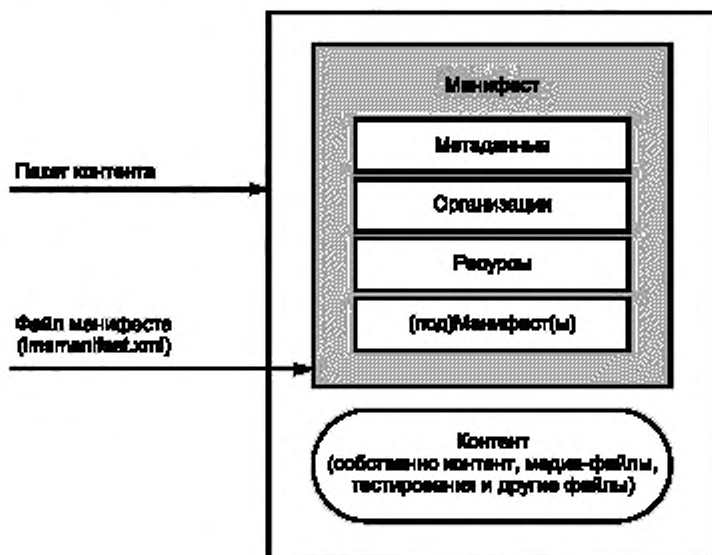 Манифест
Метаданные
Пакет контента
Организации
Ресурсы
Файл манифеста
(imsmanifest.xml)
(под)Манифест(ы)
Контент
(собственно контент, медиа-файлы,
тестирования и другие файлы)